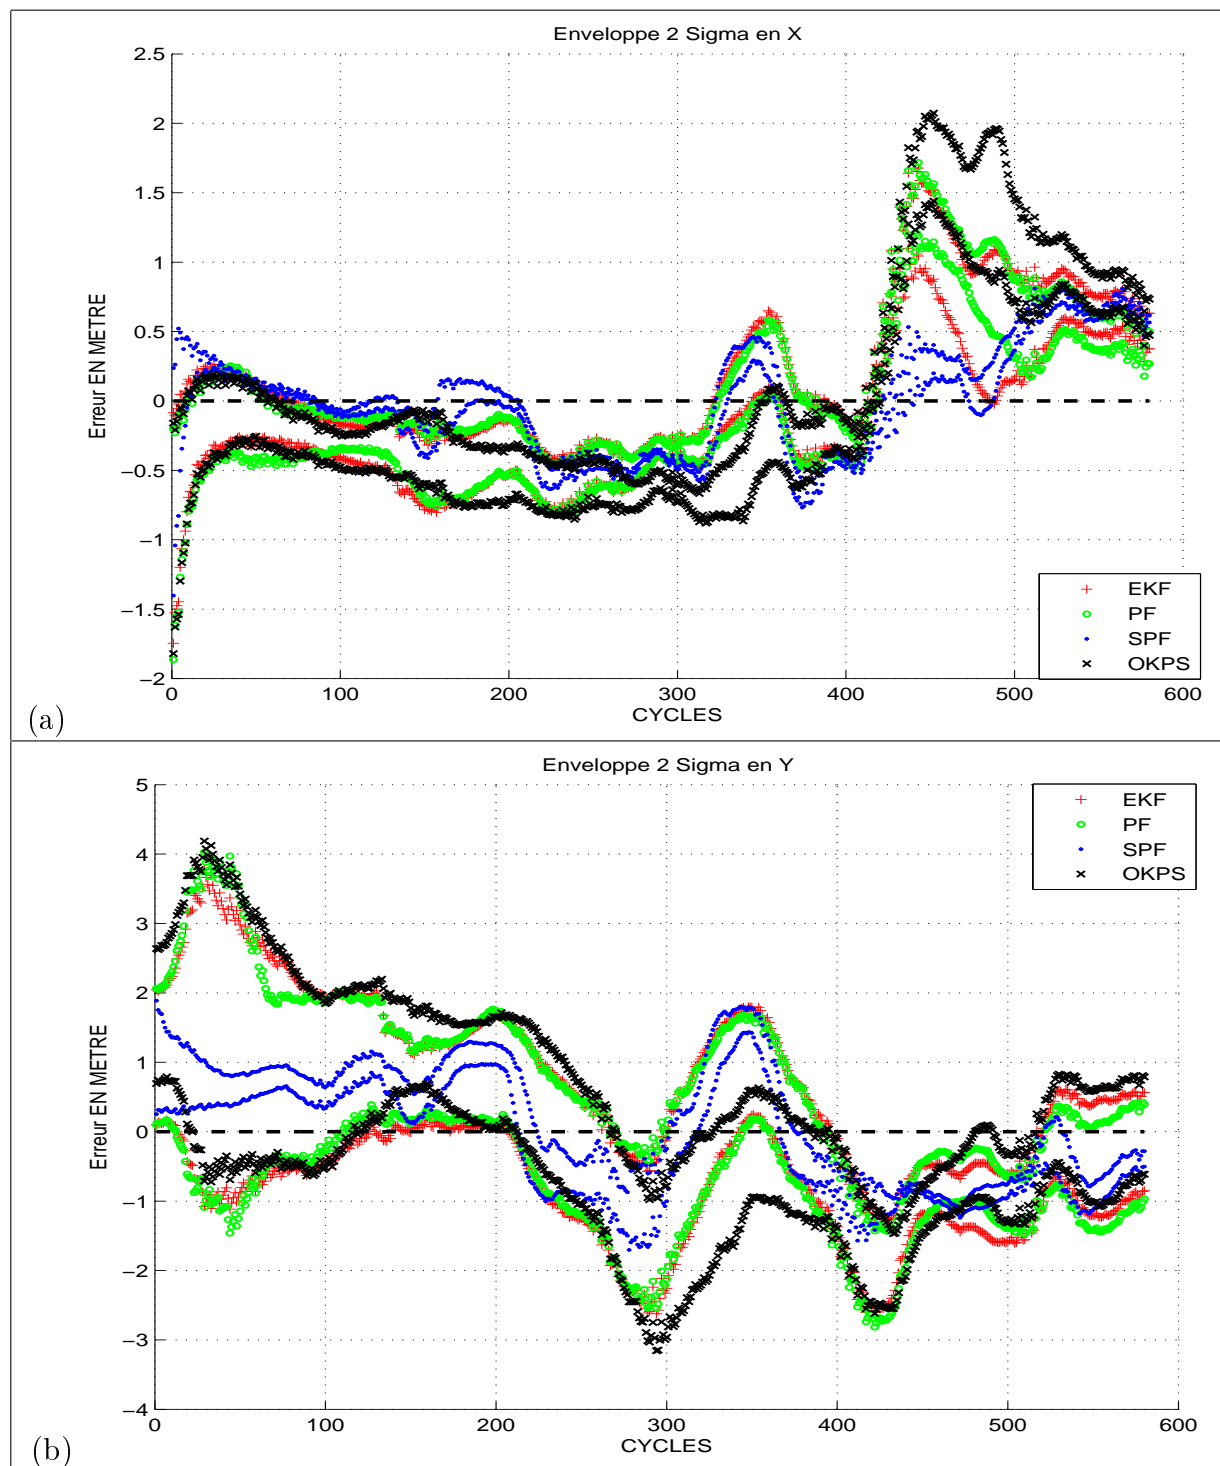 Enveloppe 2 Sigma en X
2.5
2
1.5
1
0.5
0
−0.5
−1
−1.5
−2
Erreur EN METRE
0 100 200 300 400 500 600
CYCLES
EKF
PF
SPF
OKPS
(a)
Enveloppe 2 Sigma en Y
5
4
3
2
1
0
−1
−2
−3
−4
Erreur EN METRE
0 100 200 300 400 500 600
CYCLES
EKF
PF
SPF
OKPS
(b)